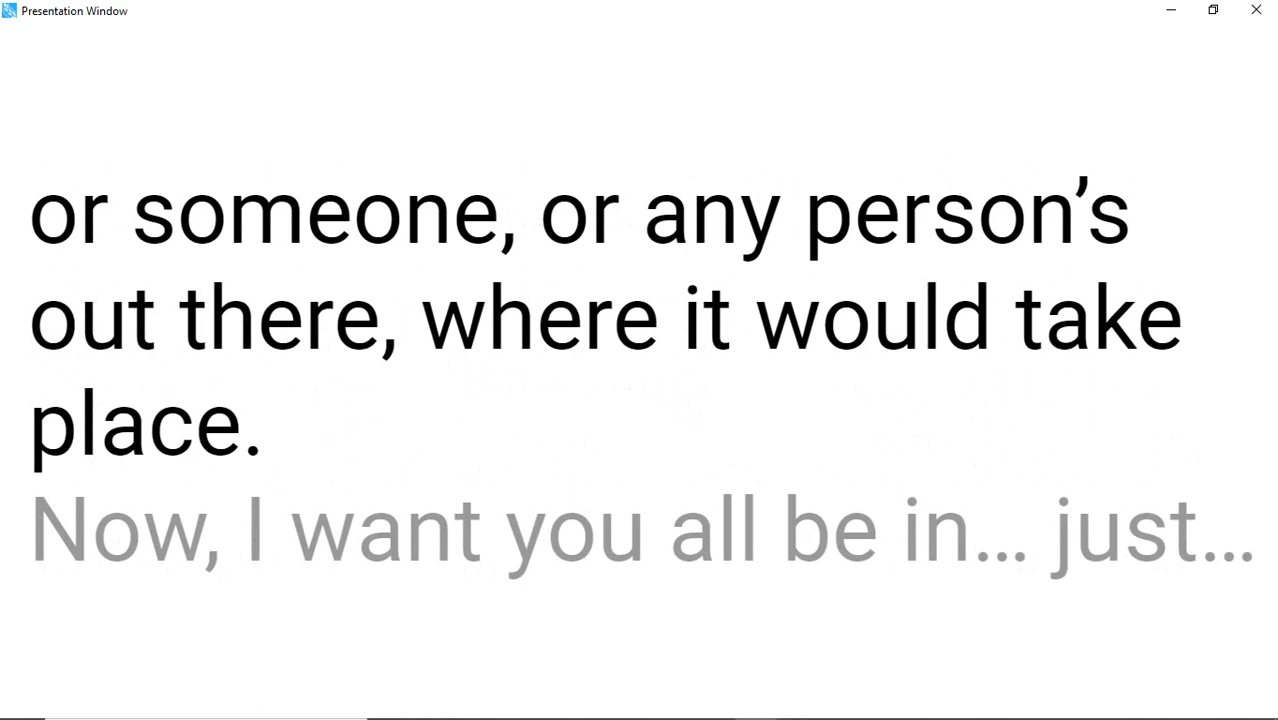 Presentation Window
or someone, or any person’s
out there, where it would take
place.
Now, I want you all be in… just…